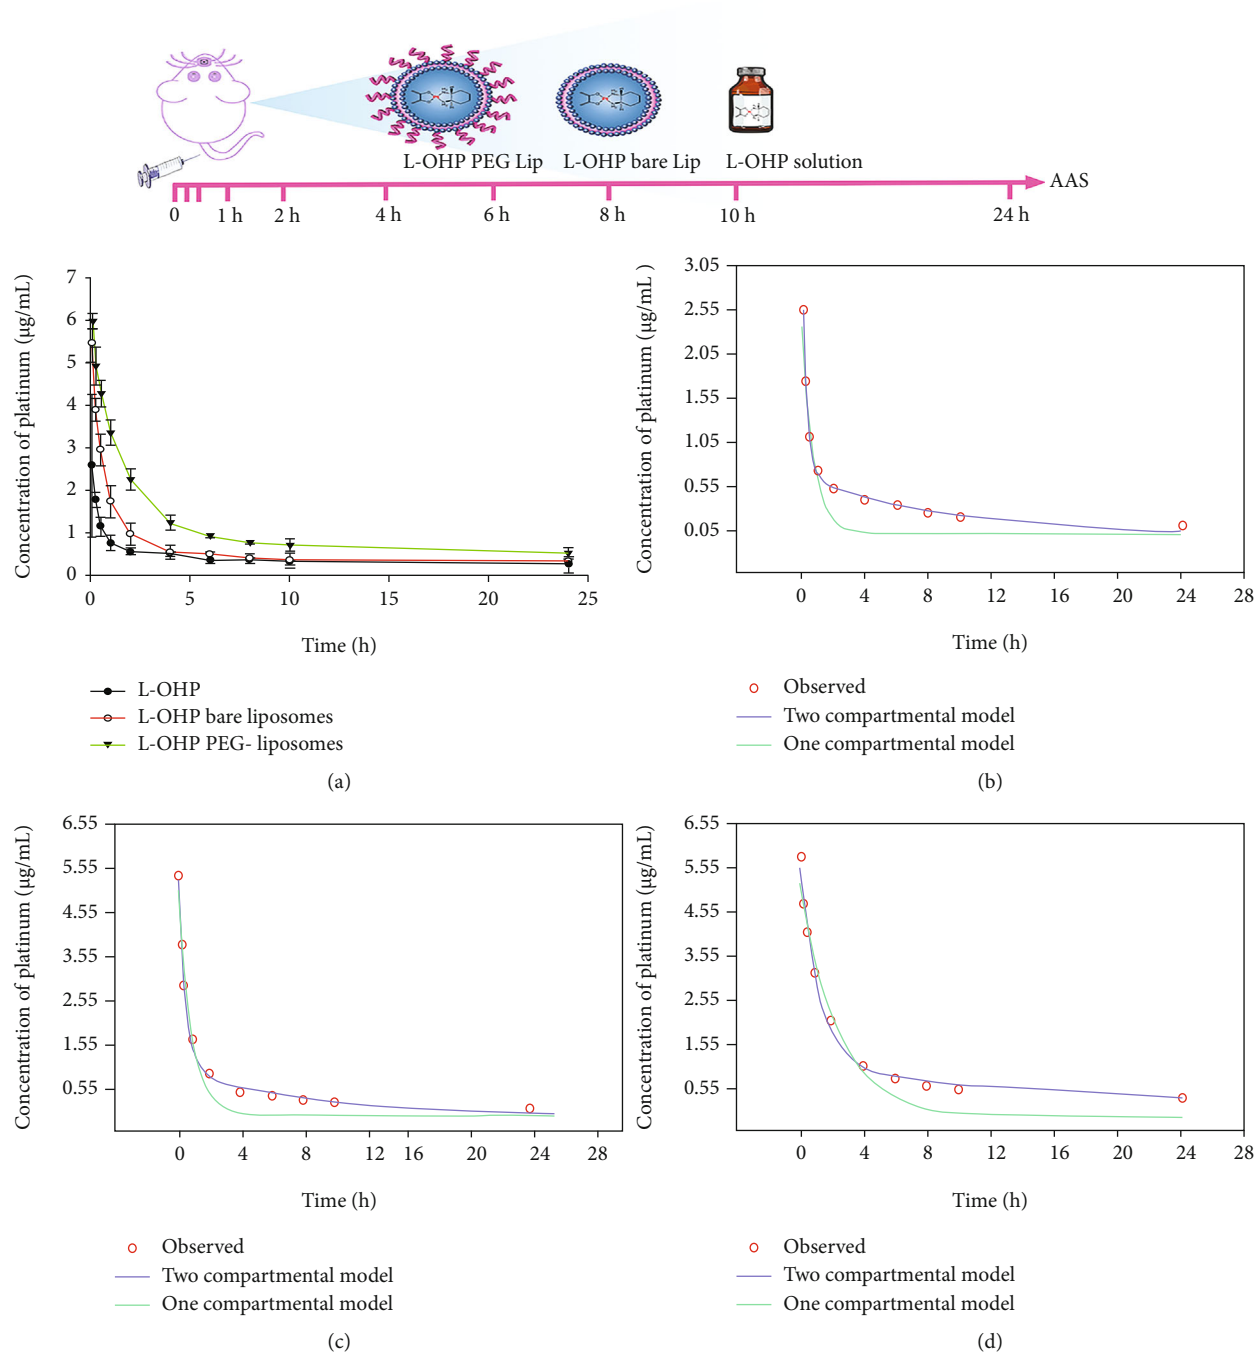 L-OHP PEG Lip L-OHP bare Lip L-OHP solution
AAS
0 1 h 2 h 4 h 6 h 8 h 10 h 24 h
Concentration of platinum (μg/mL)
7
6
5
4
3
2
1
0
0 5 10 15 20 25
Time (h)
L-OHP
L-OHP bare liposomes
L-OHP PEG- liposomes
(a)
Concentration of platinum (μg/mL )
3.05
2.55
2.05
1.55
1.05
0.55
0.05
0 4 8 12 16 20 24 28
Time (h)
Observed
Two compartmental model
One compartmental model
(b)
Concentration of platinum (μg/mL)
6.55
5.55
4.55
3.55
2.55
1.55
0.55
0 4 8 12 16 20 24 28
Time (h)
Observed
Two compartmental model
One compartmental model
(c)
Concentration of platinum (μg/mL)
6.55
5.55
4.55
3.55
2.55
1.55
0.55
0 4 8 12 16 20 24 28
Time (h)
Observed
Two compartmental model
One compartmental model
(d)